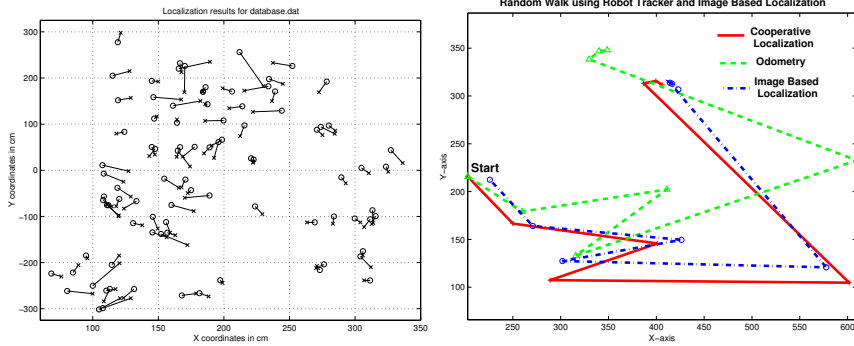 Localization results for database.dat
300
200
100
0
−100
−200
−300
100
150
200
250
300
350
X coordinates in cm
Y coordinates in cm
Random Walk using Robot Tracker and Image Based Localization
Cooperative
Localization
Odometry
Image Based
Localization
Start
350
300
250
200
150
100
250
300
350
400
450
500
550
600
X−axis
Y−axis